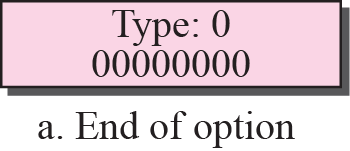 Type: 0
00000000
a. End of option